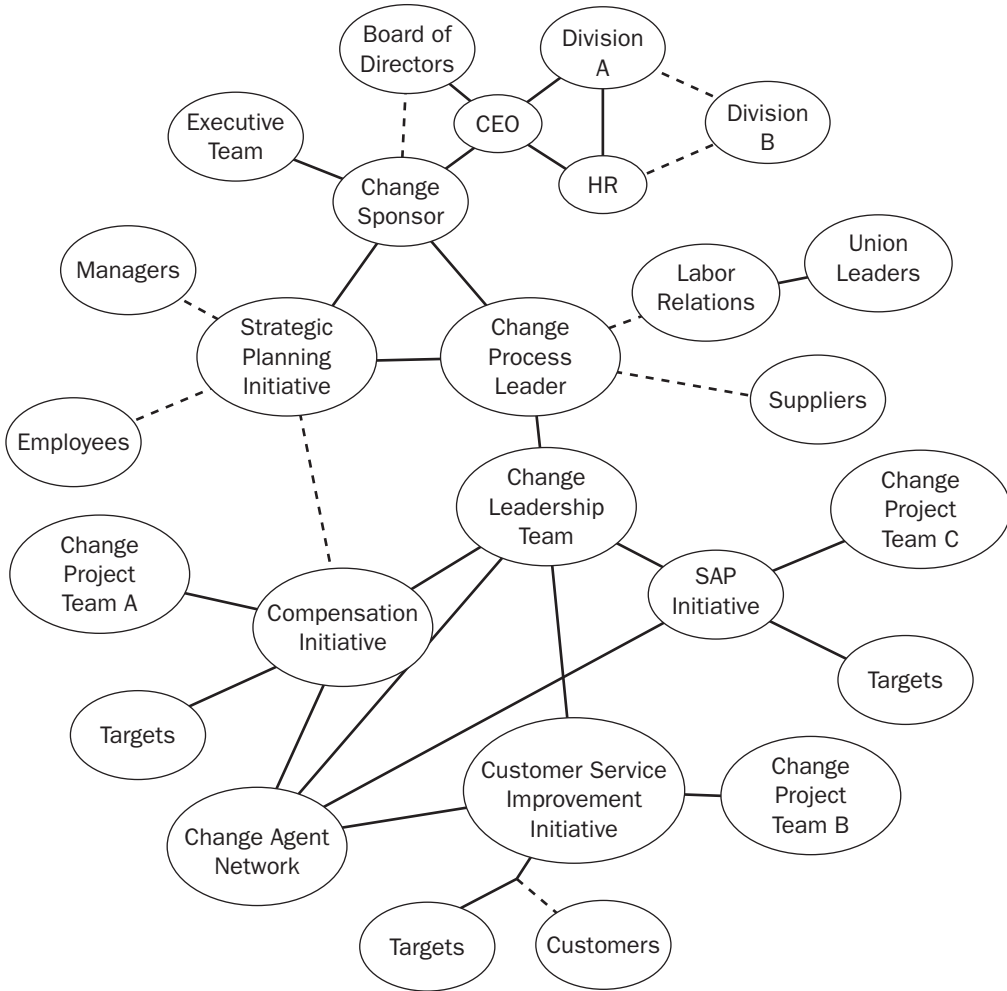 Board of
Directors
Division
A
CEO
Division
B
Executive
Team
HR
Change
Sponsor
Managers
Labor
Relations
Union
Leaders
Strategic
Planning
Initiative
Change
Process
Leader
Suppliers
Employees
Change
Leadership
Team
Change
Project
Team C
Change
Project
Team A
SAP
Initiative
Compensation
Initiative
Targets
Targets
Customer Service
Improvement
Initiative
Change
Project
Team B
Change Agent
Network
Targets
Customers